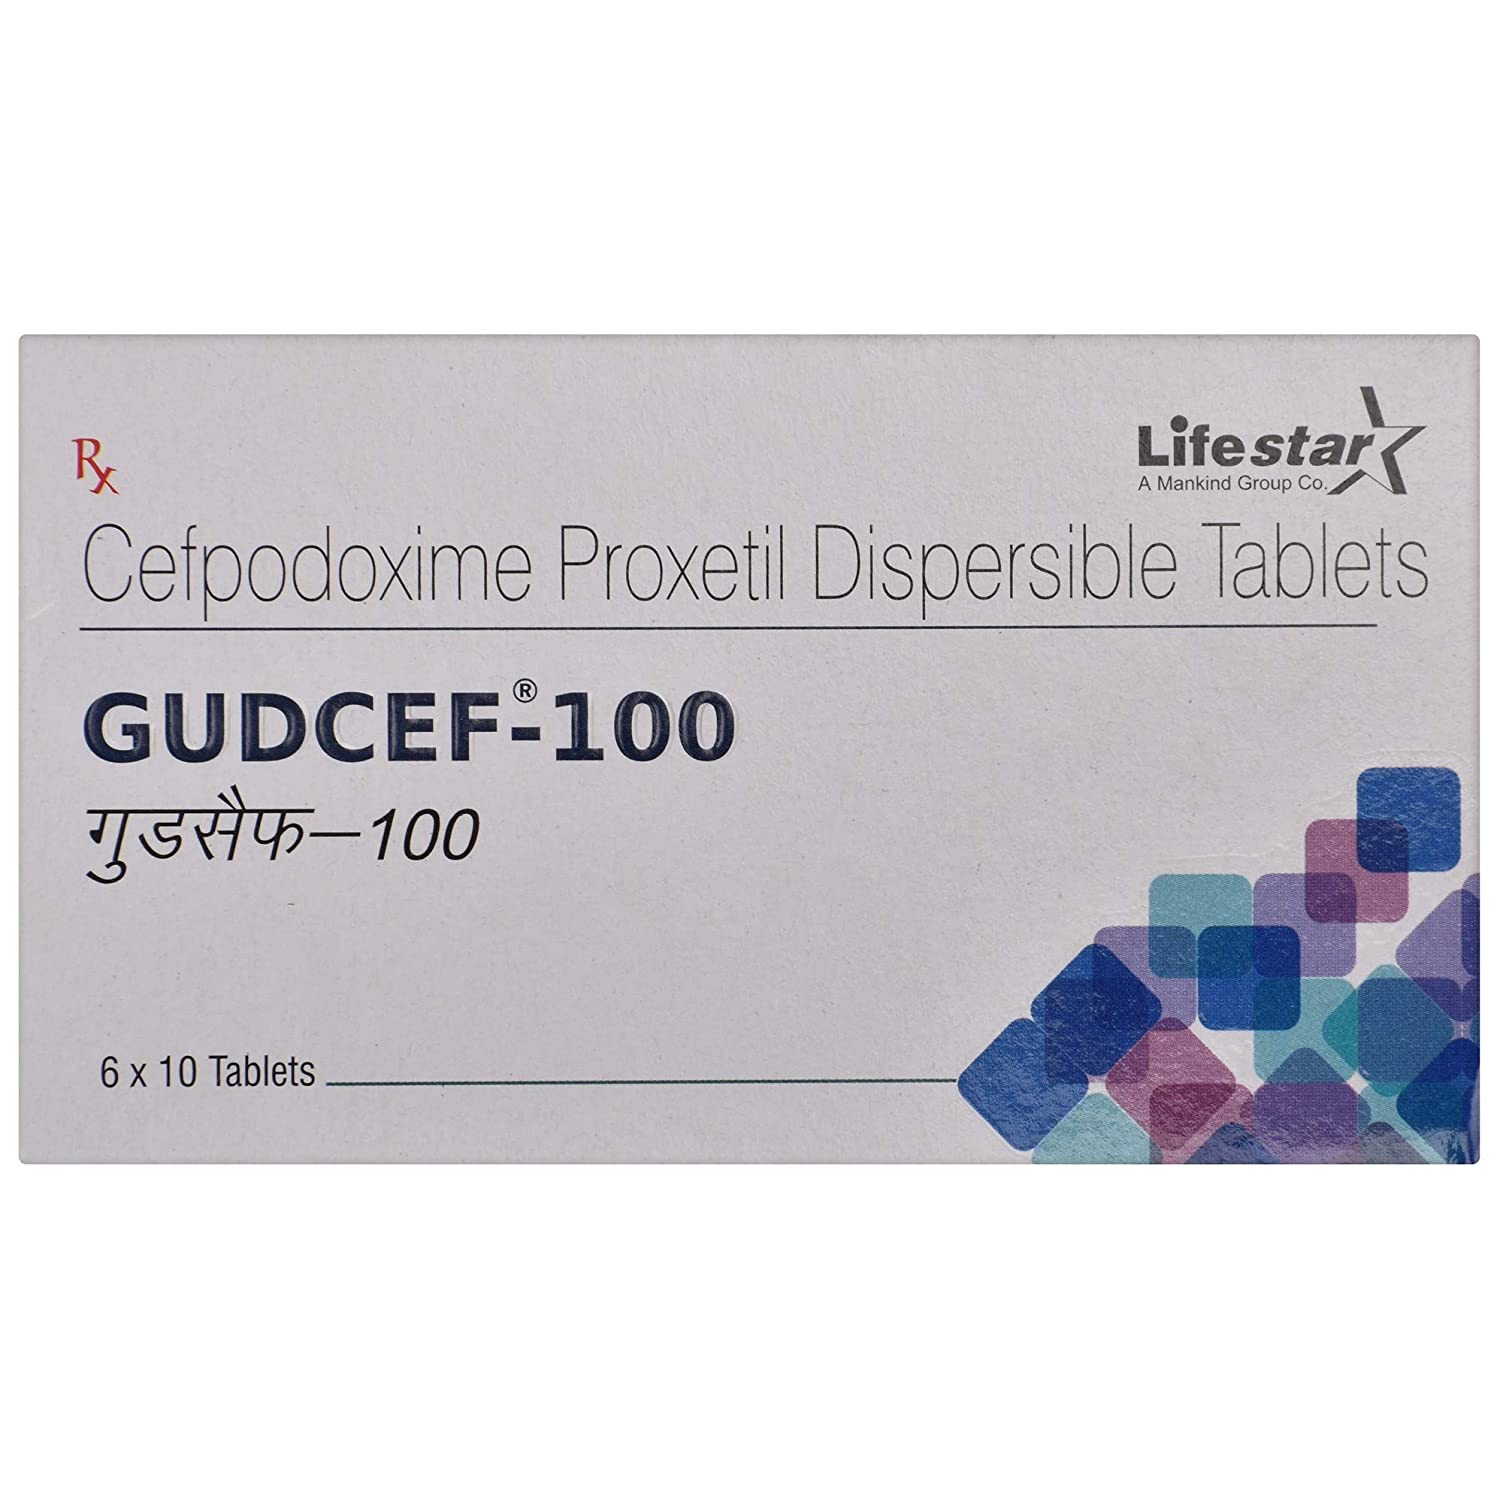 Rx
Lifestar
A Mankind Group Co.
Cefpodoxime Proxetil Dispersible Tablets
GUDCEF®-100
गुडसैफ–100
6 x 10 Tablets